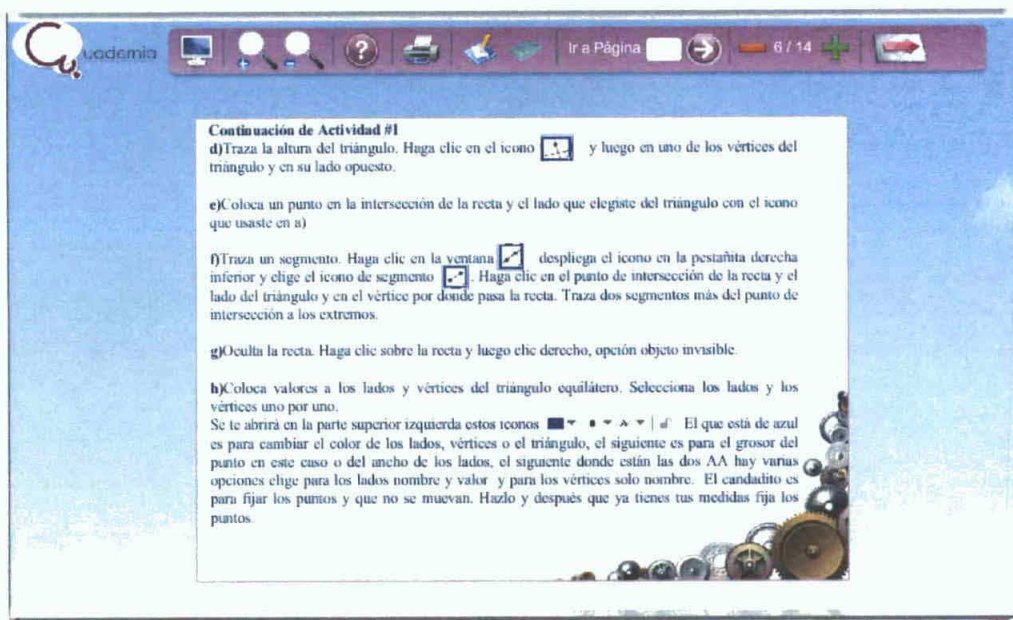 Cuadernia
Ir a Página
6 / 14
Continuación de Actividad #1
d)Traza la altura del triángulo. Haga clic en el icono y luego en uno de los vértices del
triángulo y en su lado opuesto.
e)Coloca un punto en la intersección de la recta y el lado que elegiste del triángulo con el icono
que usaste en a)
f)Traza un segmento. Haga clic en la ventana despliega el icono en la pestañita derecha
inferior y elige el icono de segmento . Haga clic en el punto de intersección de la recta y el
lado del triángulo y en el vértice por donde pasa la recta. Traza dos segmentos más del punto de
intersección a los extremos.
g)Oculta la recta. Haga clic sobre la recta y luego clic derecho, opción objeto invisible.
h)Coloca valores a los lados y vértices del triángulo equilátero. Selecciona los lados y los
vértices uno por uno.
Se te abrirá en la parte superior izquierda estos iconos El que está de azul
es para cambiar el color de los lados, vértices o el triángulo, el siguiente es para el grosor del
punto en este caso o del ancho de los lados, el siguiente donde están las dos AA hay varias
opciones elige para los lados nombre y valor y para los vértices solo nombre. El candadito es
para fijar los puntos y que no se muevan. Hazlo y después que ya tienes tus medidas fija los
puntos.